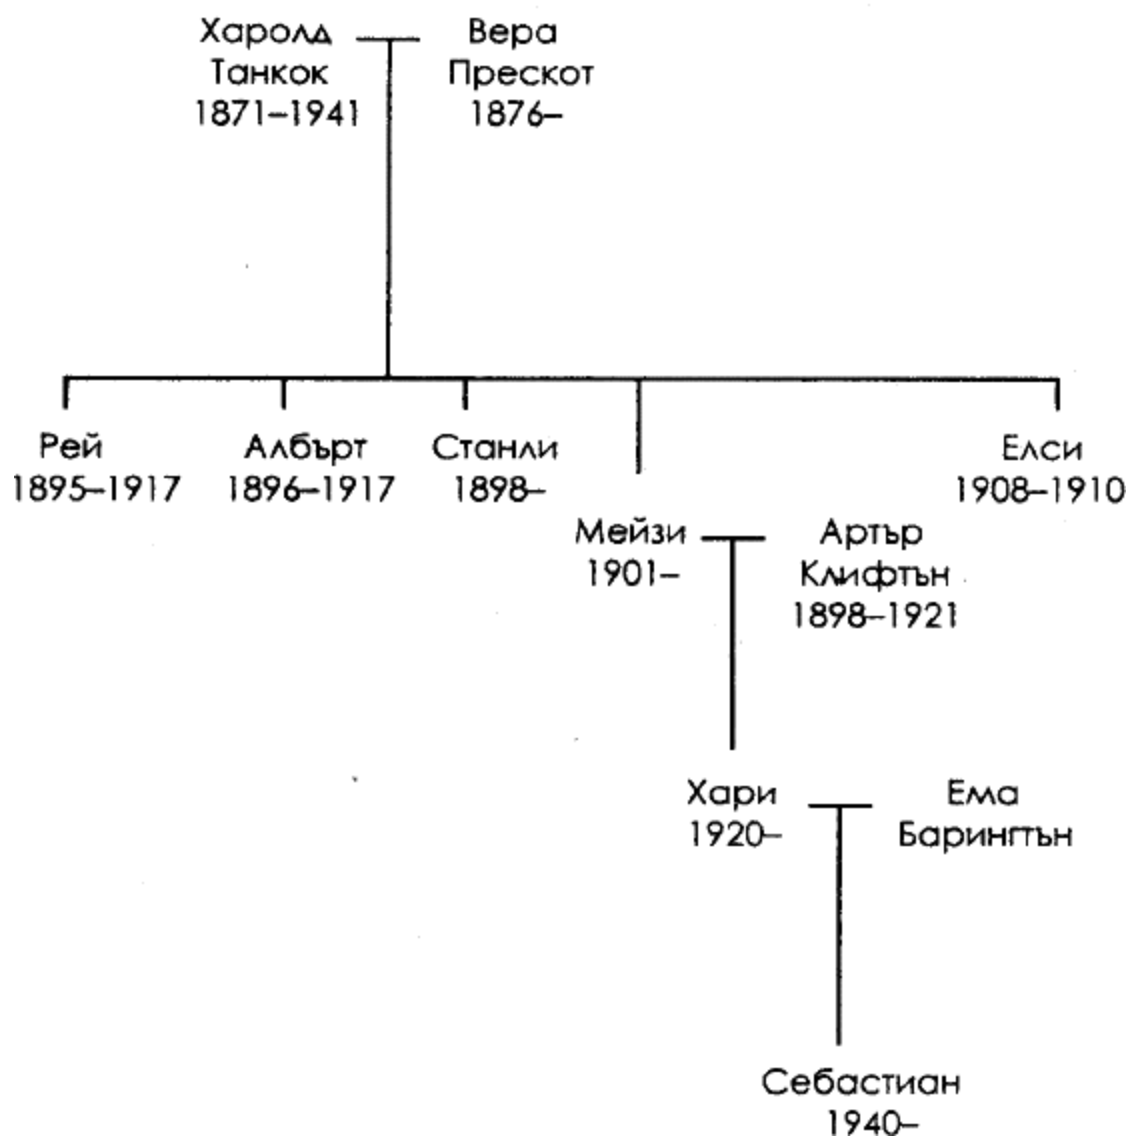 Харолд
Танкок
1871–1941
Вера
Прескот
1876–
Рей
1895–1917
Албърт
1896–1917
Станли
1898–
Мейзи
1901–
Артър
Клифтън
1898–1921
Елси
1908–1910
Хари
1920–
Ема
Барингтън
Себастиан
1940–